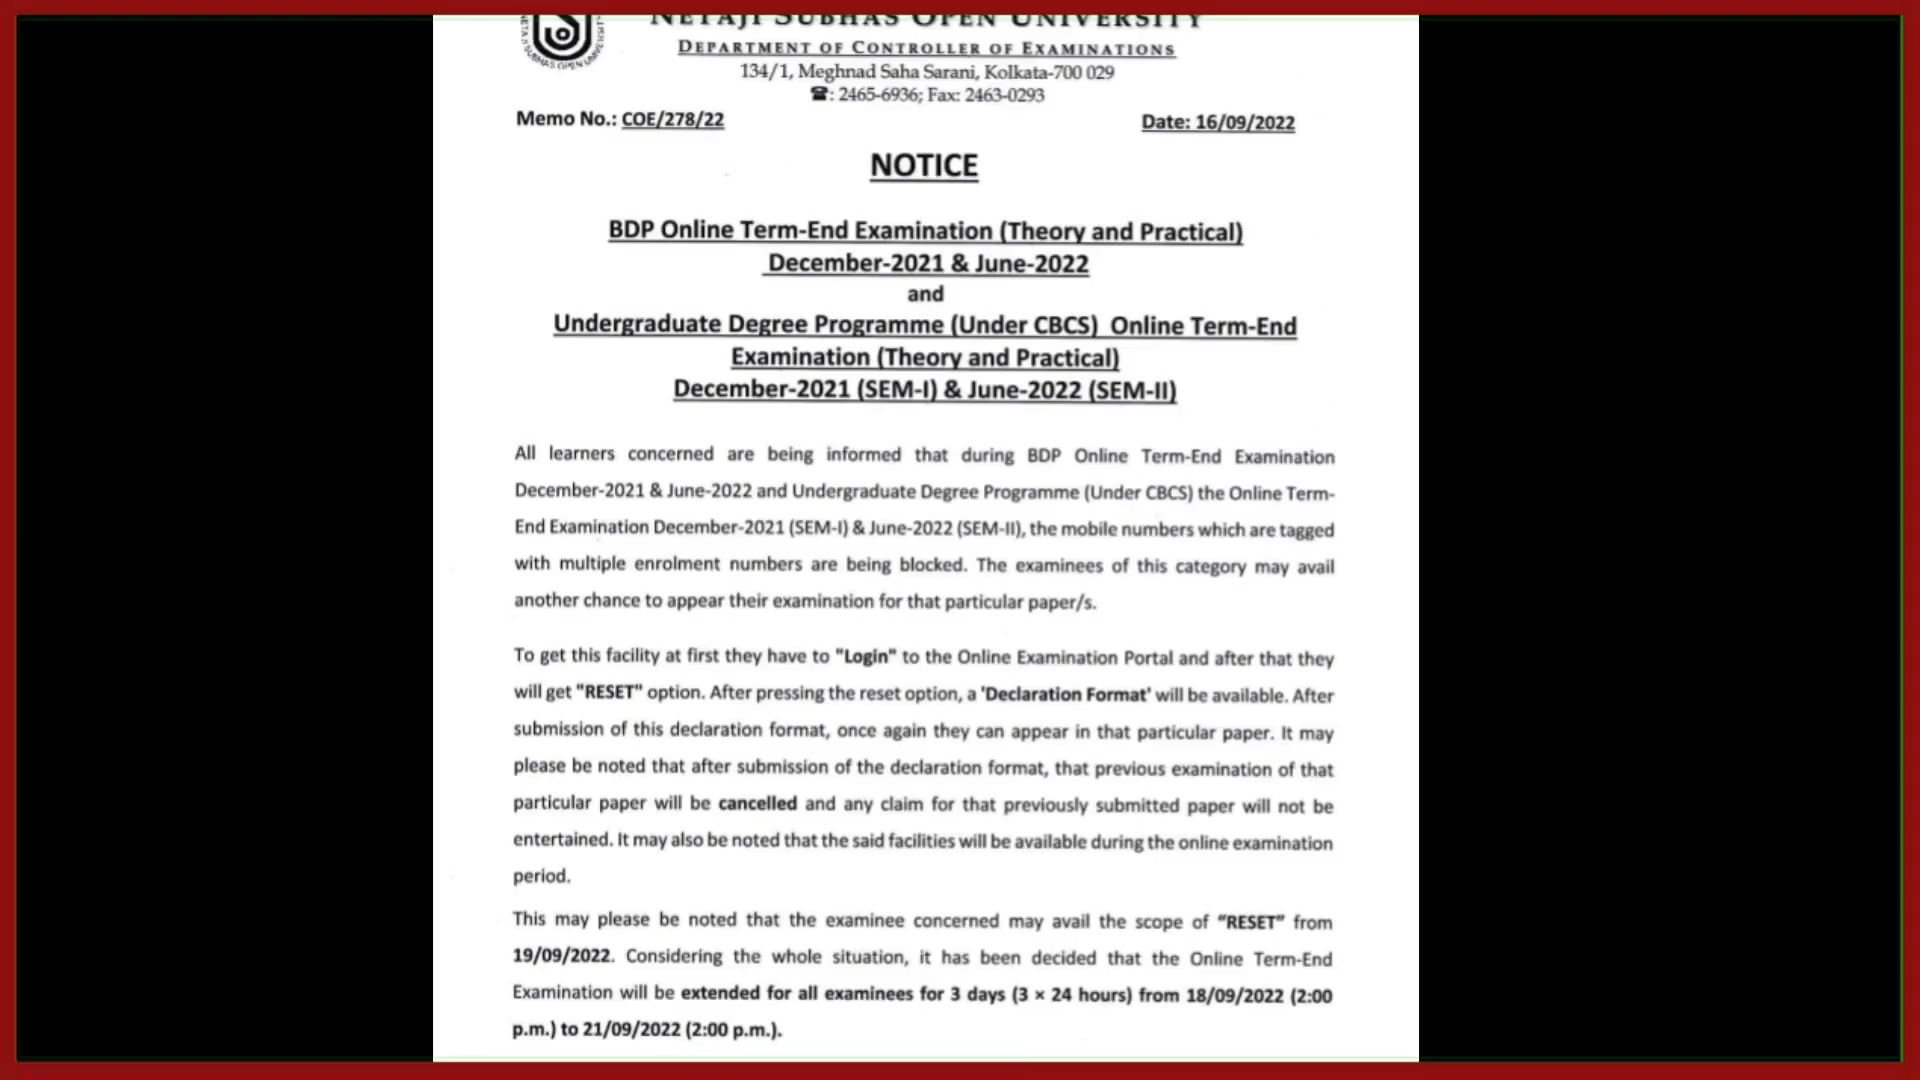 NETAJI SUBHAS OPEN UNIVERSITY
DEPARTMENT OF CONTROLLER OF EXAMINATIONS
134/1, Meghnad Saha Sarani, Kolkata-700 029
☎: 2465-6936; Fax: 2463-0293
Memo No.: COE/278/22 Date: 16/09/2022
NOTICE
BDP Online Term-End Examination (Theory and Practical)
December-2021 & June-2022
and
Undergraduate Degree Programme (Under CBCS) Online Term-End
Examination (Theory and Practical)
December-2021 (SEM-I) & June-2022 (SEM-II)
All learners concerned are being informed that during BDP Online Term-End Examination
December-2021 & June-2022 and Undergraduate Degree Programme (Under CBCS) the Online Term-
End Examination December-2021 (SEM-I) & June-2022 (SEM-II), the mobile numbers which are tagged
with multiple enrolment numbers are being blocked. The examinees of this category may avail
another chance to appear their examination for that particular paper/s.
To get this facility at first they have to "Login" to the Online Examination Portal and after that they
will get "RESET" option. After pressing the reset option, a 'Declaration Format' will be available. After
submission of this declaration format, once again they can appear in that particular paper. It may
please be noted that after submission of the declaration format, that previous examination of that
particular paper will be cancelled and any claim for that previously submitted paper will not be
entertained. It may also be noted that the said facilities will be available during the online examination
period.
This may please be noted that the examinee concerned may avail the scope of "RESET" from
19/09/2022. Considering the whole situation, it has been decided that the Online Term-End
Examination will be extended for all examinees for 3 days (3 × 24 hours) from 18/09/2022 (2:00
p.m.) to 21/09/2022 (2:00 p.m.).